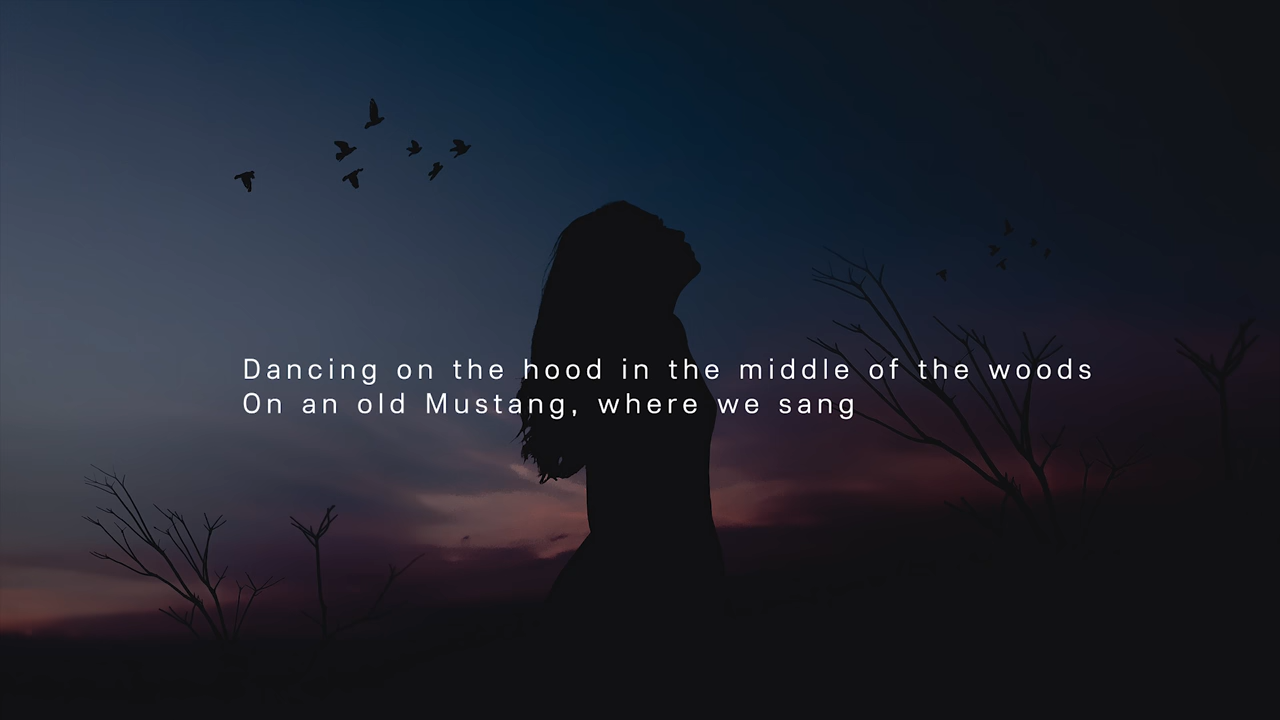 Dancing on the hood in the middle of the woods
On an old Mustang, where we sang